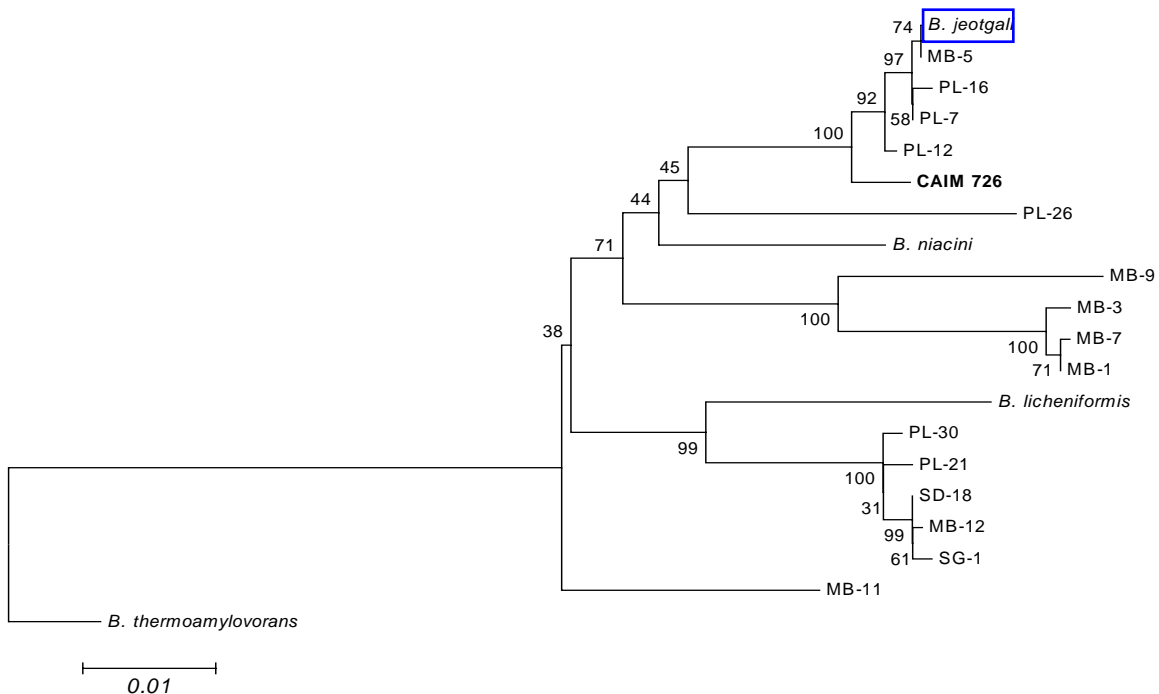 74
B. jeotgali
MB-5
97
PL-16
92
58
PL-7
100
PL-12
45
CAIM 726
44
PL-26
71
B. niacini
MB-9
100
MB-3
38
100
MB-7
71
MB-1
B. licheniformis
99
PL-30
100
PL-21
31
SD-18
99
MB-12
61
SG-1
MB-11
B. thermoamylovorans
0.01